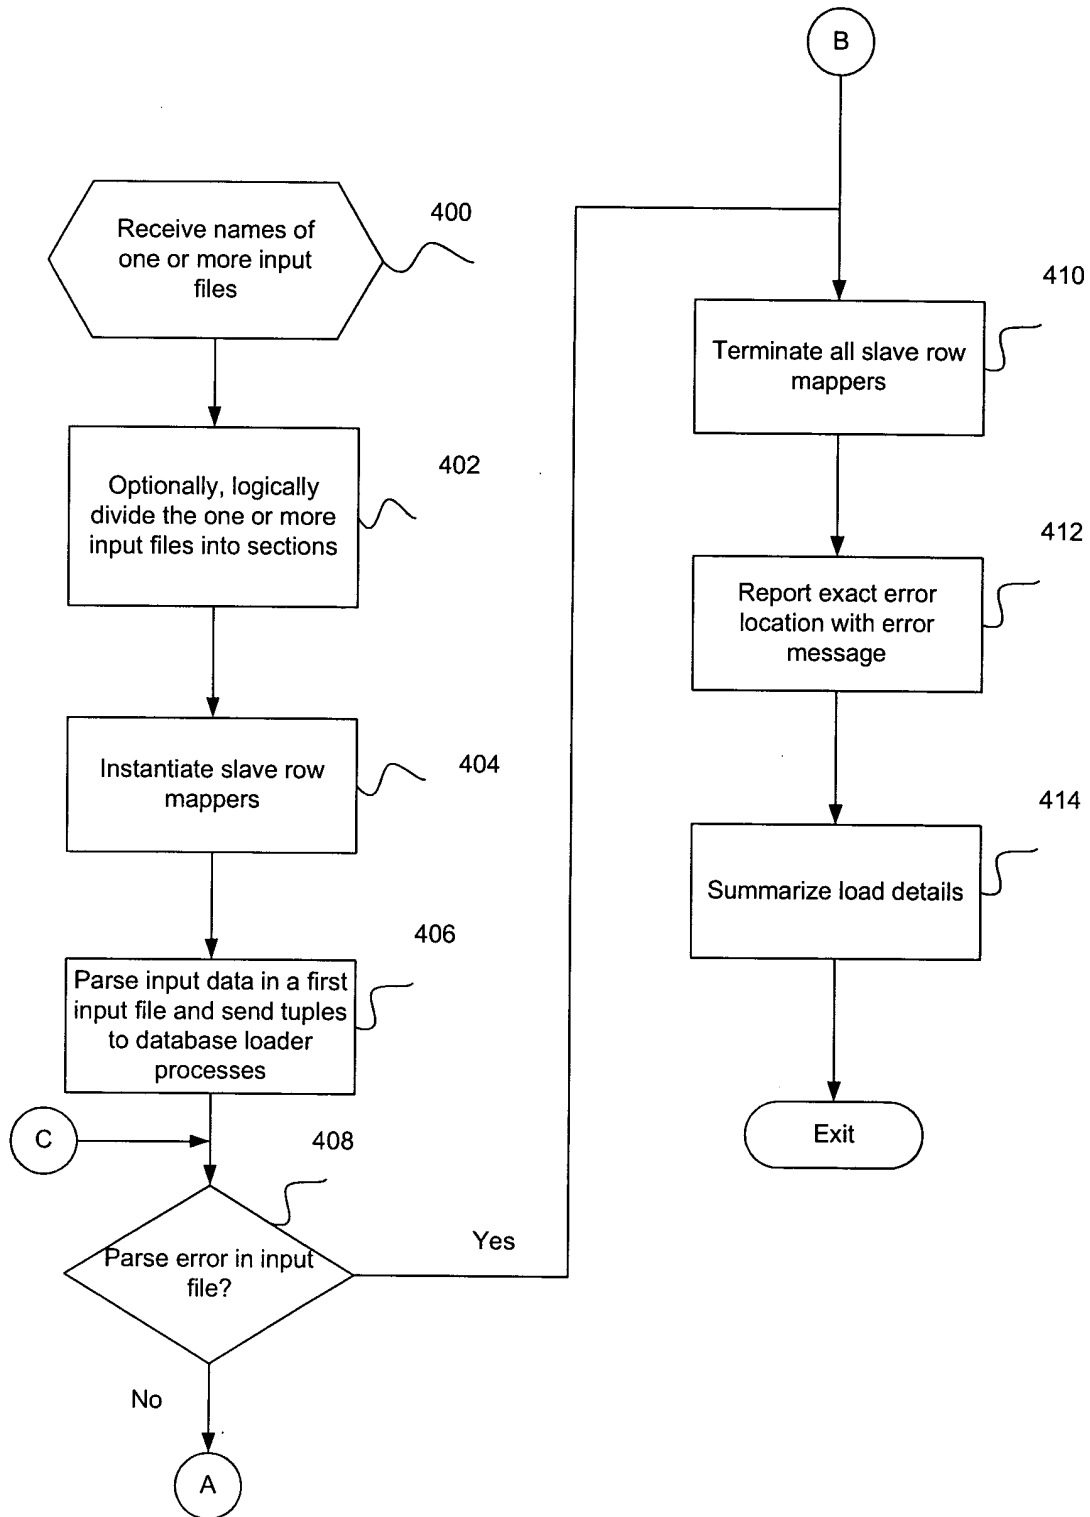 B
400
Receive names of
one or more input
files
410
Terminate all slave row
mappers
402
Optionally, logically
divide the one or more
input files into sections
412
Report exact error
location with error
message
404
Instantiate slave row
mappers
414
Summarize load details
406
Parse input data in a first
input file and send tuples
to database loader
processes
C
408
Exit
Yes
Parse error in input
file?
No
A